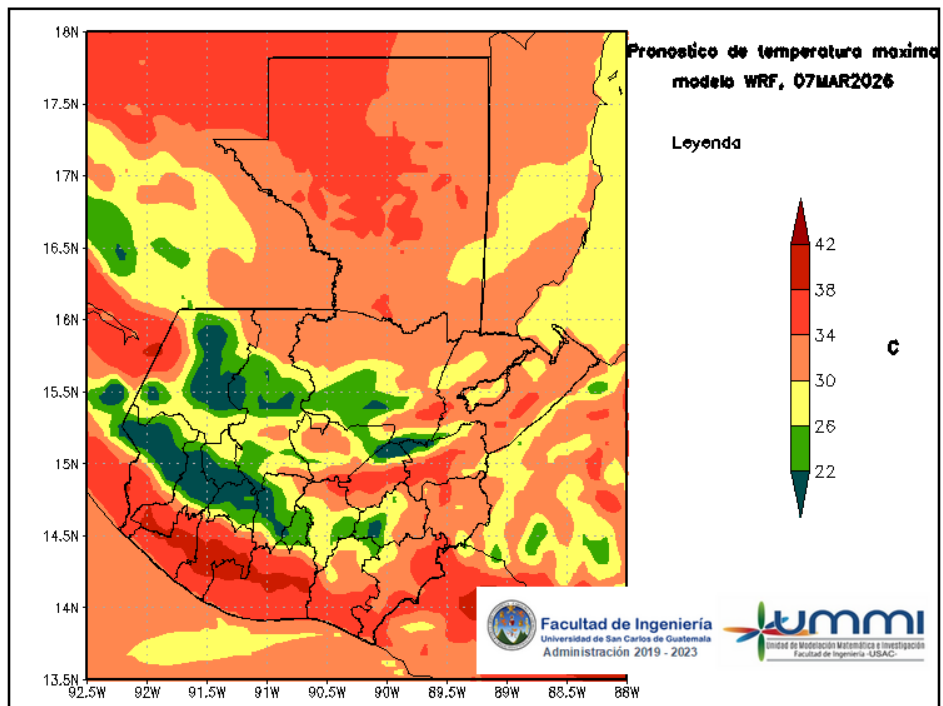 Pronostico de temperatura maxima
modelo WRF, 07MAR2026
Leyenda
42
38
34
30
26
22
C
18N
17.5N
17N
16.5N
16N
15.5N
15N
14.5N
14N
13.5N
92.5W
92W
91.5W
91W
90.5W
90W
89.5W
89W
88.5W
88W
Facultad de Ingeniería
Universidad de San Carlos de Guatemala
Administración 2019 - 2023
UMMI
Unidad de Modelación Matemática e Investigación
Facultad de Ingeniería -USAC-